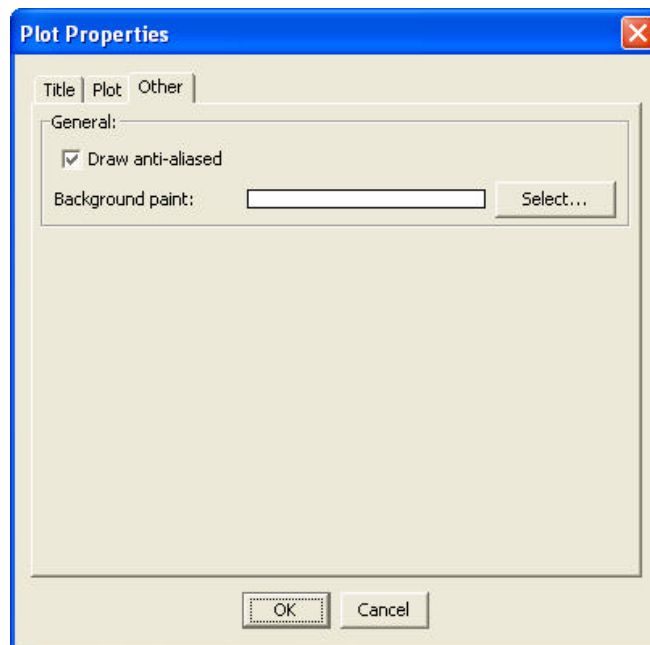 Plot Properties
Title Plot Other
General:
Draw anti-aliased
Background paint: Select...
OK Cancel